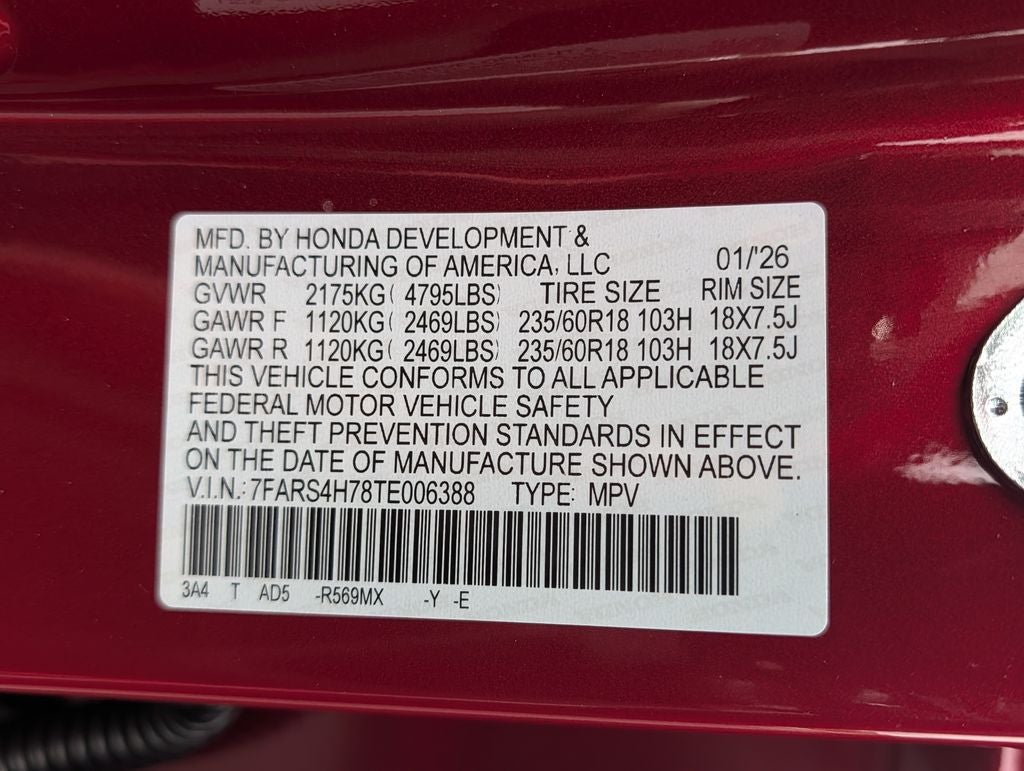 MFD. BY HONDA DEVELOPMENT &
MANUFACTURING OF AMERICA, LLC 01/'26
GVWR 2175KG( 4795LBS) TIRE SIZE RIM SIZE
GAWR F 1120KG( 2469LBS) 235/60R18 103H 18X7.5J
GAWR R 1120KG( 2469LBS) 235/60R18 103H 18X7.5J
THIS VEHICLE CONFORMS TO ALL APPLICABLE
FEDERAL MOTOR VEHICLE SAFETY
AND THEFT PREVENTION STANDARDS IN EFFECT
ON THE DATE OF MANUFACTURE SHOWN ABOVE.
V.I.N.: 7FARS4H78TE006388 TYPE: MPV
3A4 T AD5 -R569MX -Y -E